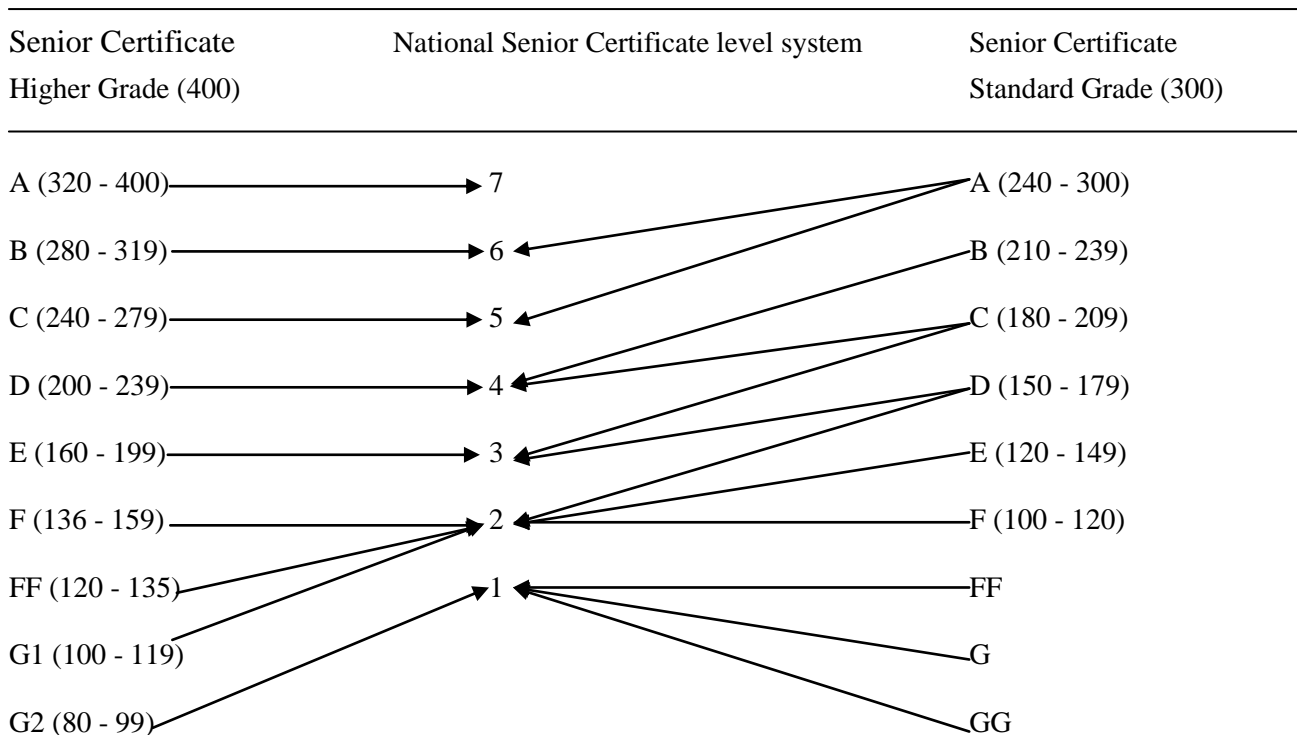 Senior Certificate National Senior Certificate level system Senior Certificate
Higher Grade (400) Standard Grade (300)
A (320 - 400) 7 A (240 - 300)
B (280 - 319) 6 B (210 - 239)
C (240 - 279) 5 C (180 - 209)
D (200 - 239) 4 D (150 - 179)
E (160 - 199) 3 E (120 - 149)
F (136 - 159) 2 F (100 - 120)
FF (120 - 135) 1 FF
G1 (100 - 119) G
G2 (80 - 99) GG